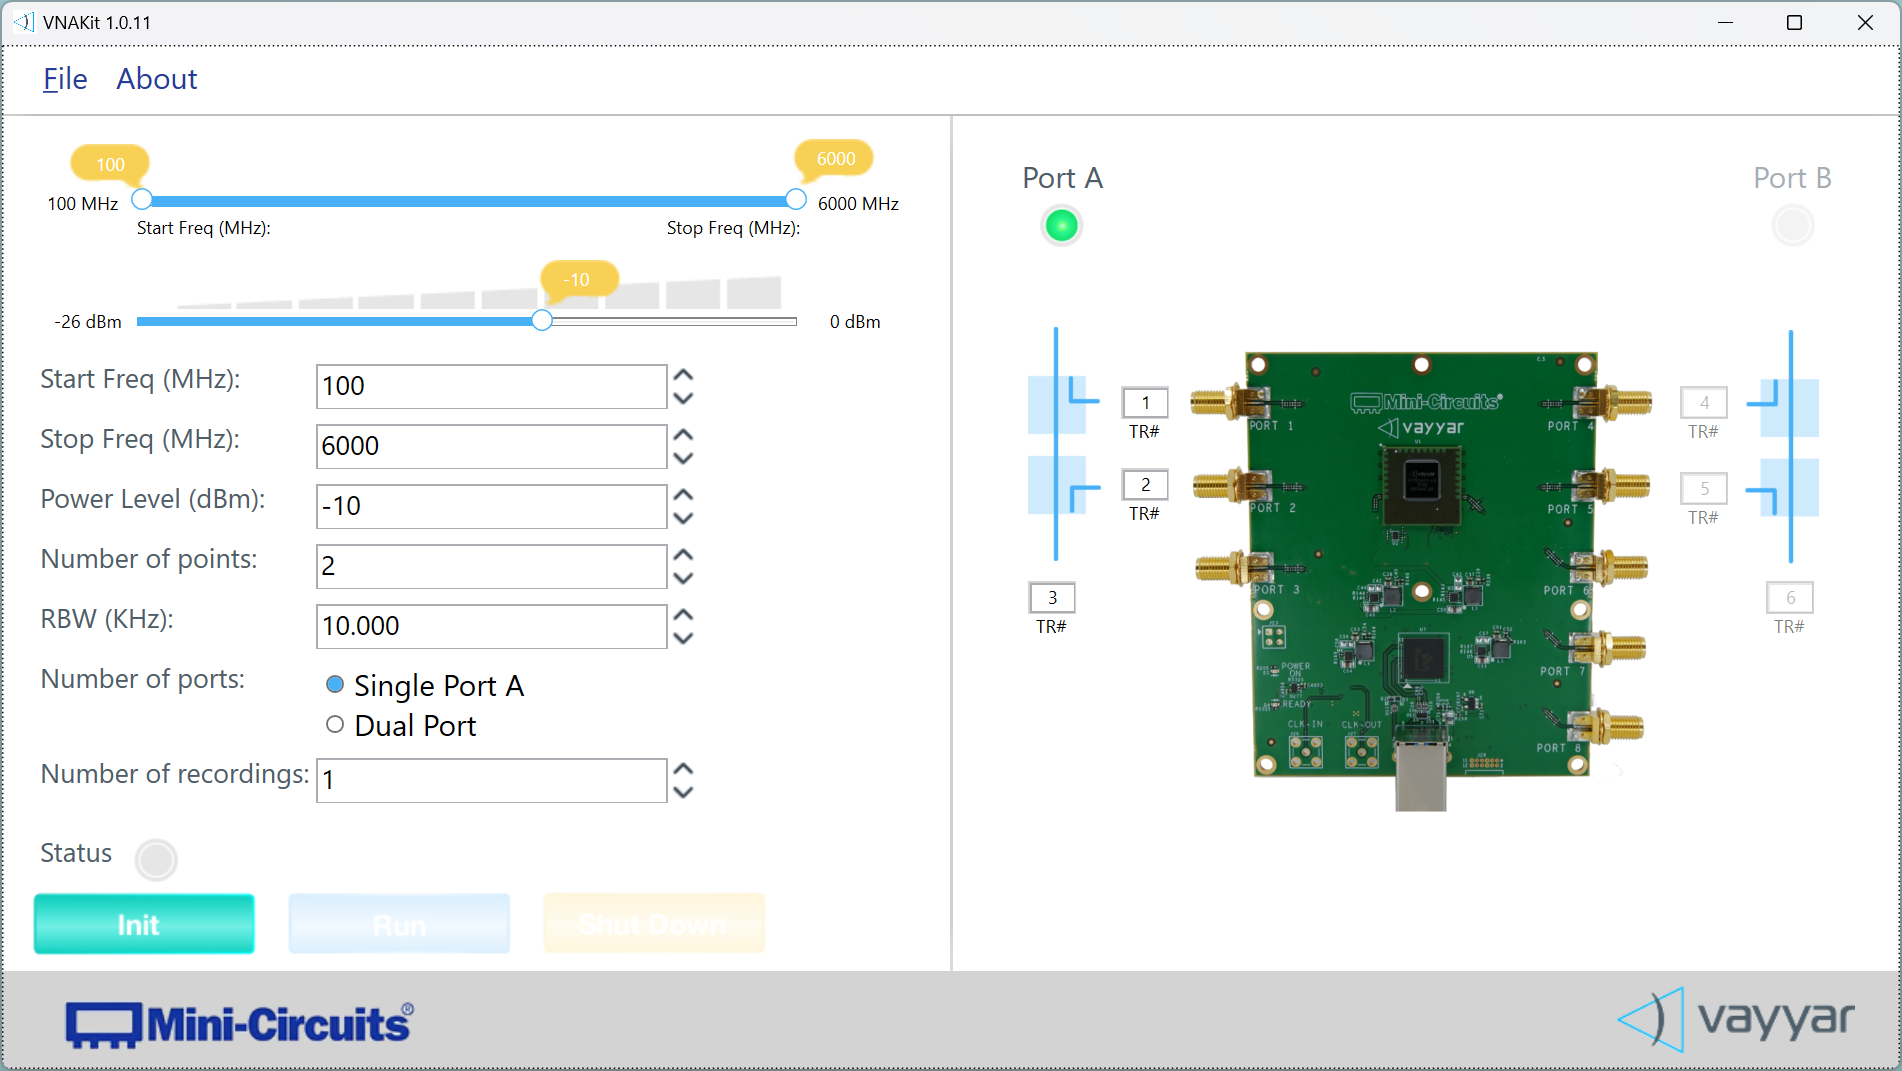 VNAKit 1.0.11
File About
100
6000
100 MHz
6000 MHz
Start Freq (MHz):
Stop Freq (MHz):
-10
-26 dBm
0 dBm
Start Freq (MHz):
100
Stop Freq (MHz):
6000
Power Level (dBm):
-10
Number of points:
2
RBW (KHz):
10.000
Number of ports:
Single Port A
Dual Port
Number of recordings:
1
Status
Init
Run
Shut Down
Port A
Port B
1
TR#
2
TR#
3
TR#
4
TR#
5
TR#
6
TR#
Mini-Circuits®
vayyar
PORT 1
PORT 2
PORT 3
PORT 4
PORT 5
PORT 6
PORT 7
PORT 8
POWER
ON
READY
CLK-IN
CLK-OUT
Mini-Circuits®
vayyar